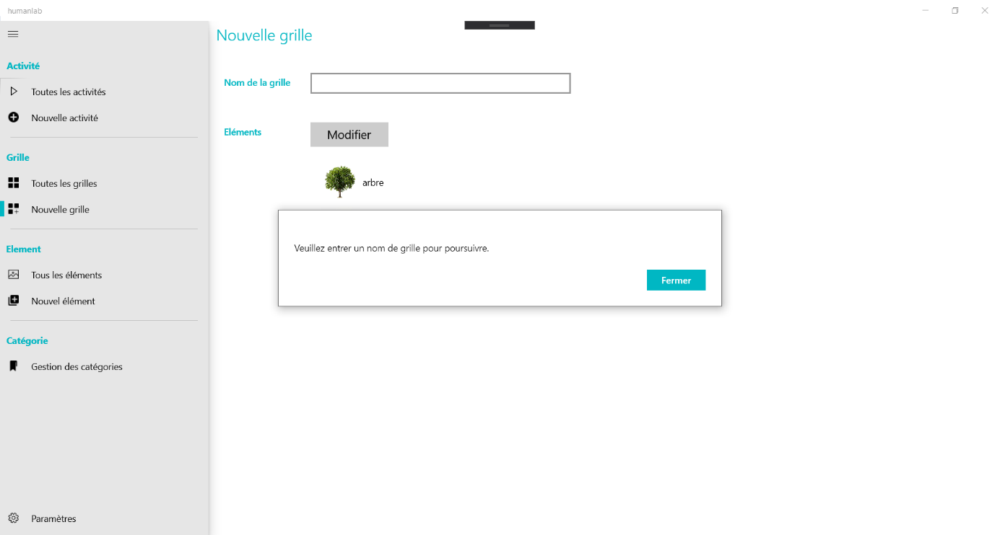 humanlab
Nouvelle grille
Activité
Toutes les activités
Nouvelle activité
Grille
Toutes les grilles
Nouvelle grille
Element
Tous les éléments
Nouvel élément
Catégorie
Gestion des catégories
Paramètres
Nom de la grille
Eléments
Modifier
arbre
Veuillez entrer un nom de grille pour poursuivre.
Fermer